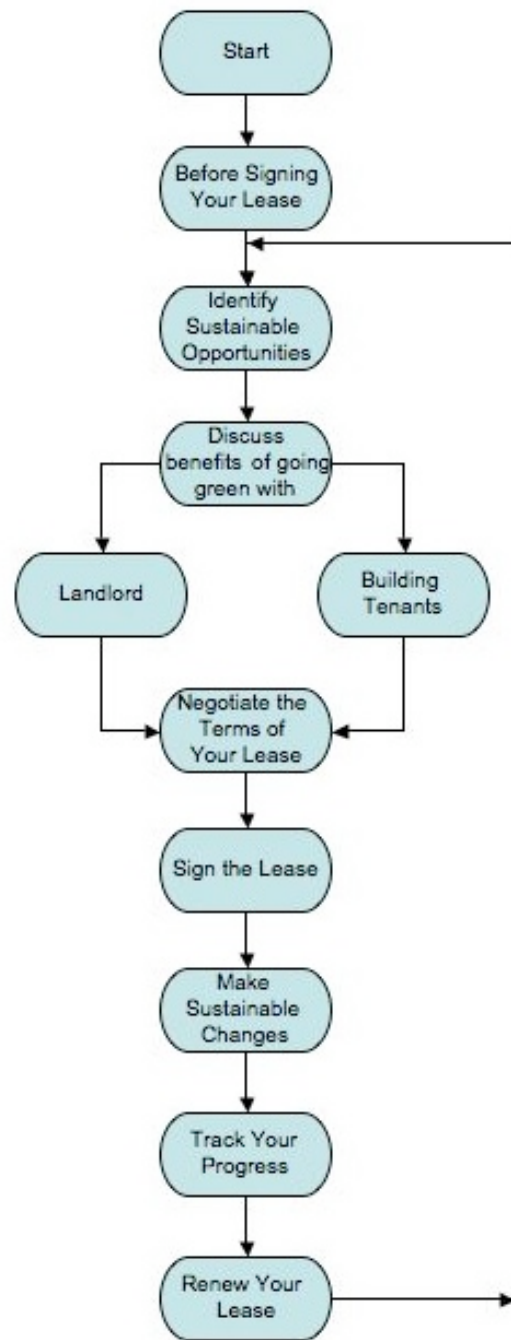 Start
Before Signing
Your Lease
Identify
Sustainable
Opportunities
Discuss
benefits of going
green with
Landlord
Building
Tenants
Negotiate the
Terms of
Your Lease
Sign the Lease
Make
Sustainable
Changes
Track Your
Progress
Renew Your
Lease